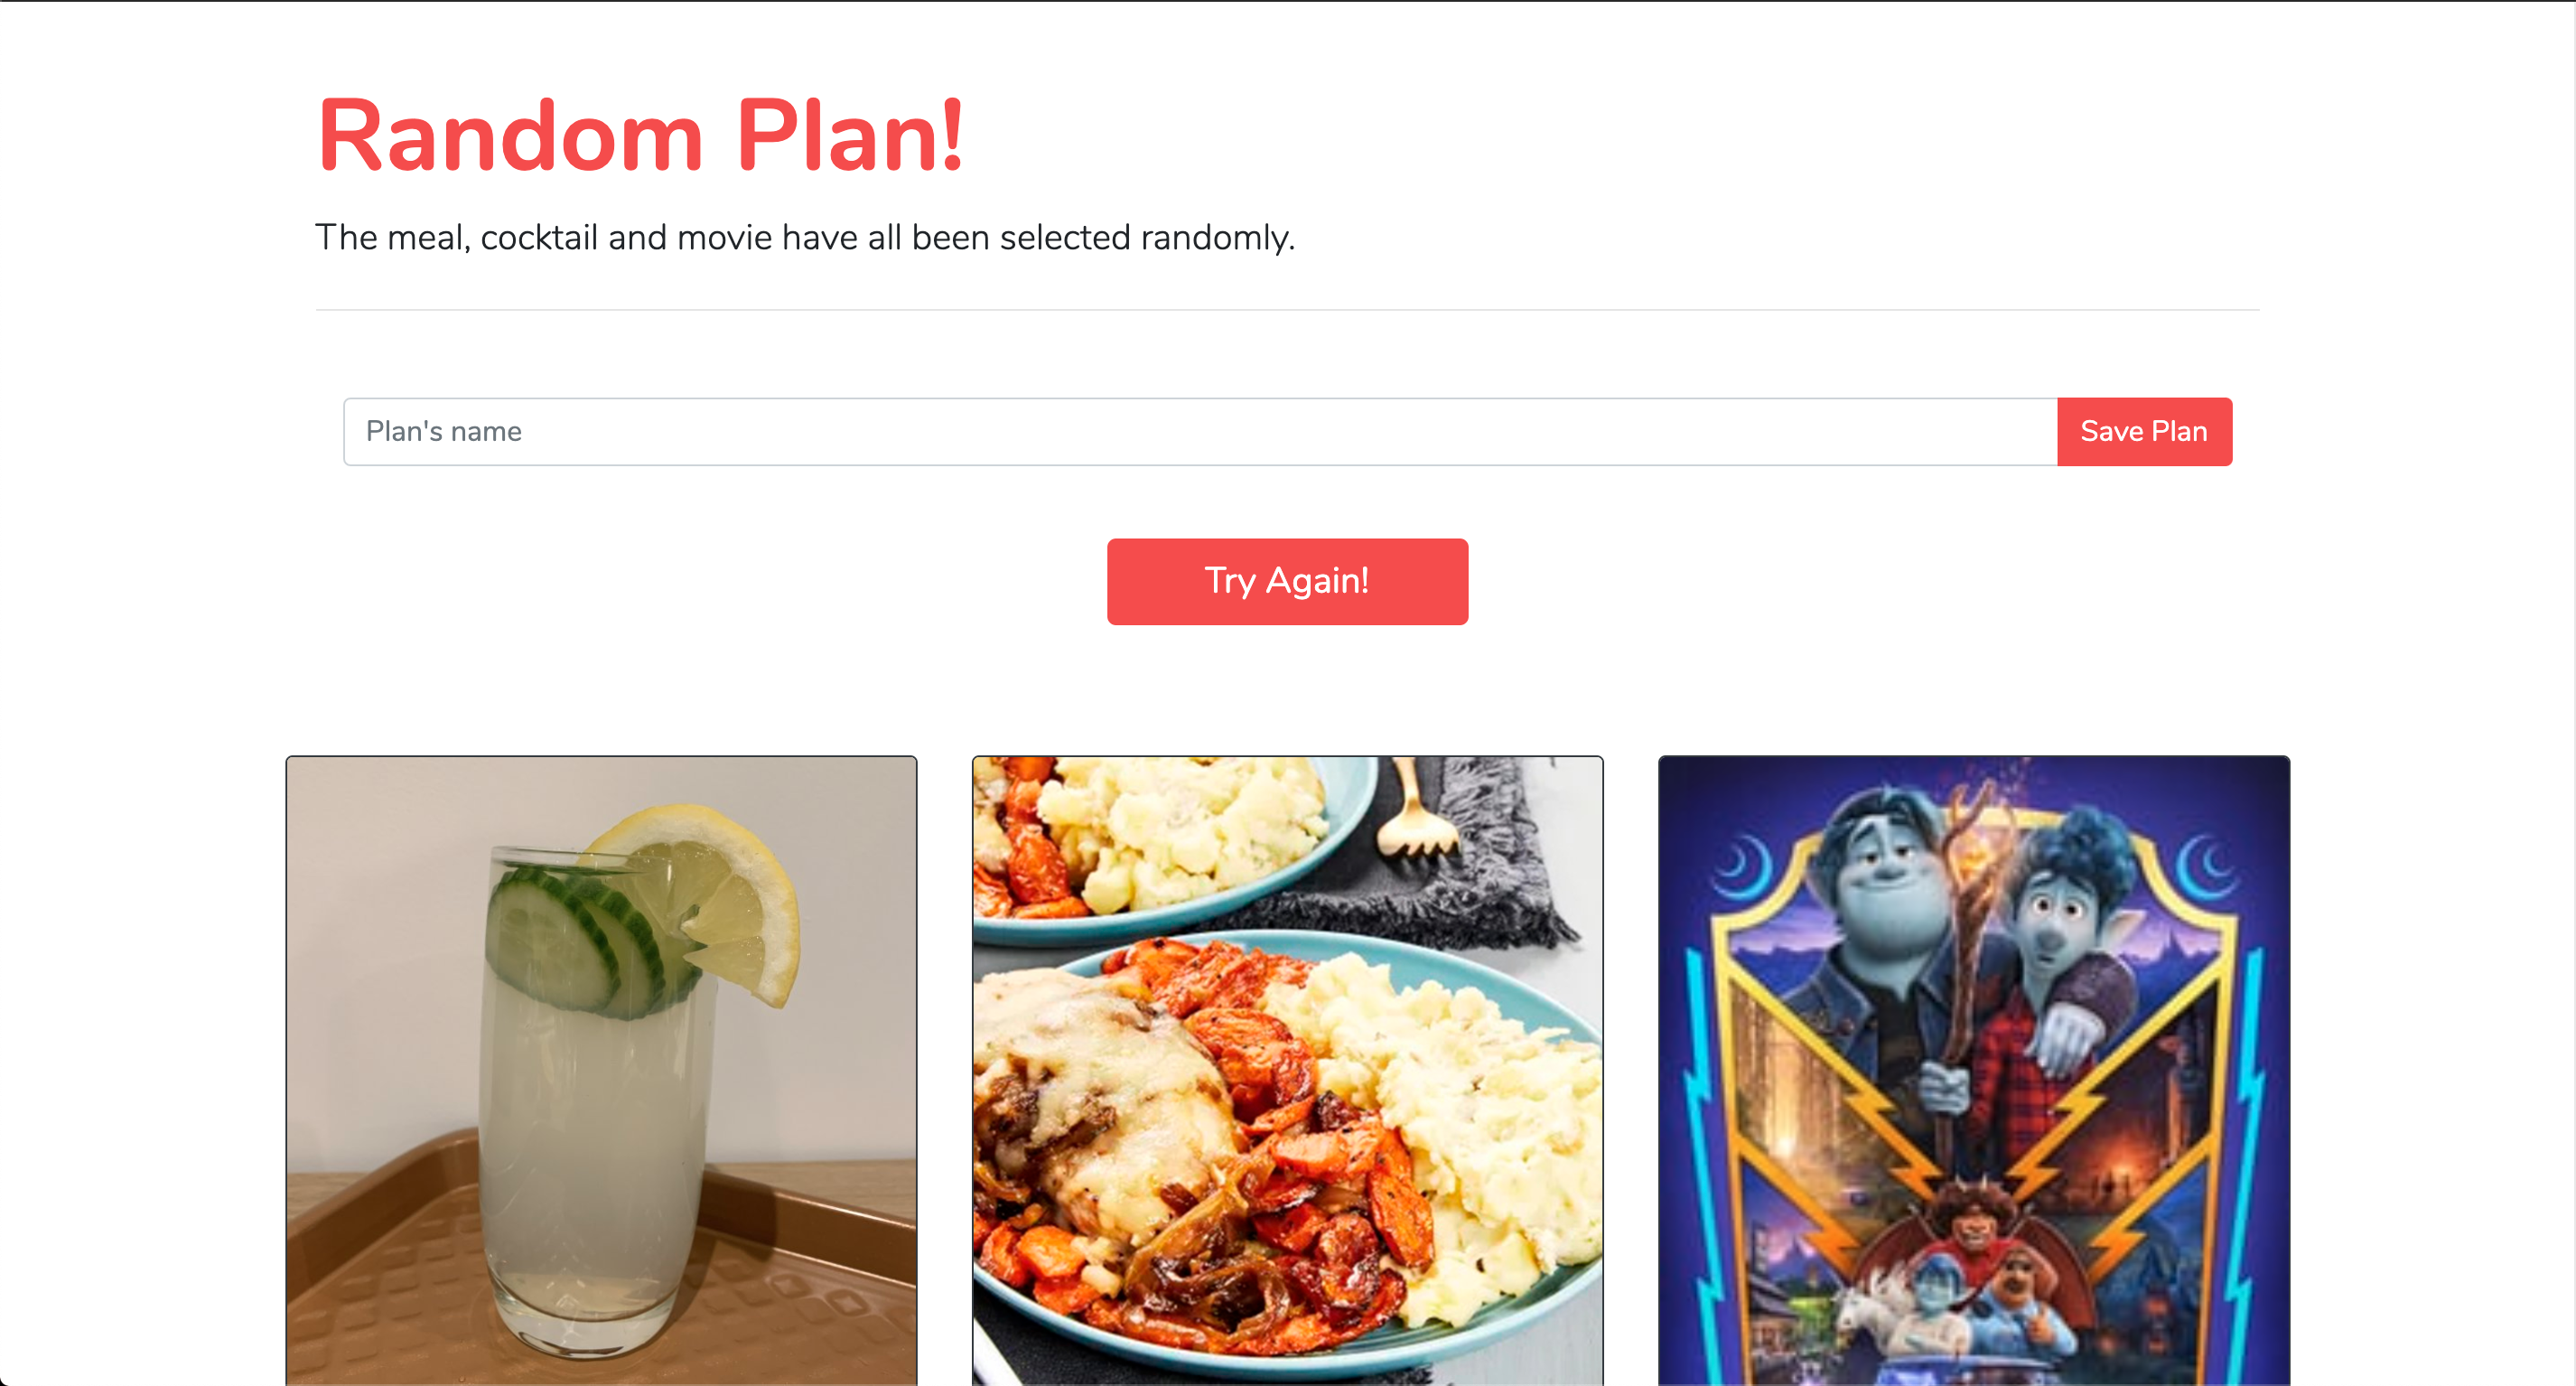 Random Plan!
The meal, cocktail and movie have all been selected randomly.
Plan's name
Save Plan
Try Again!